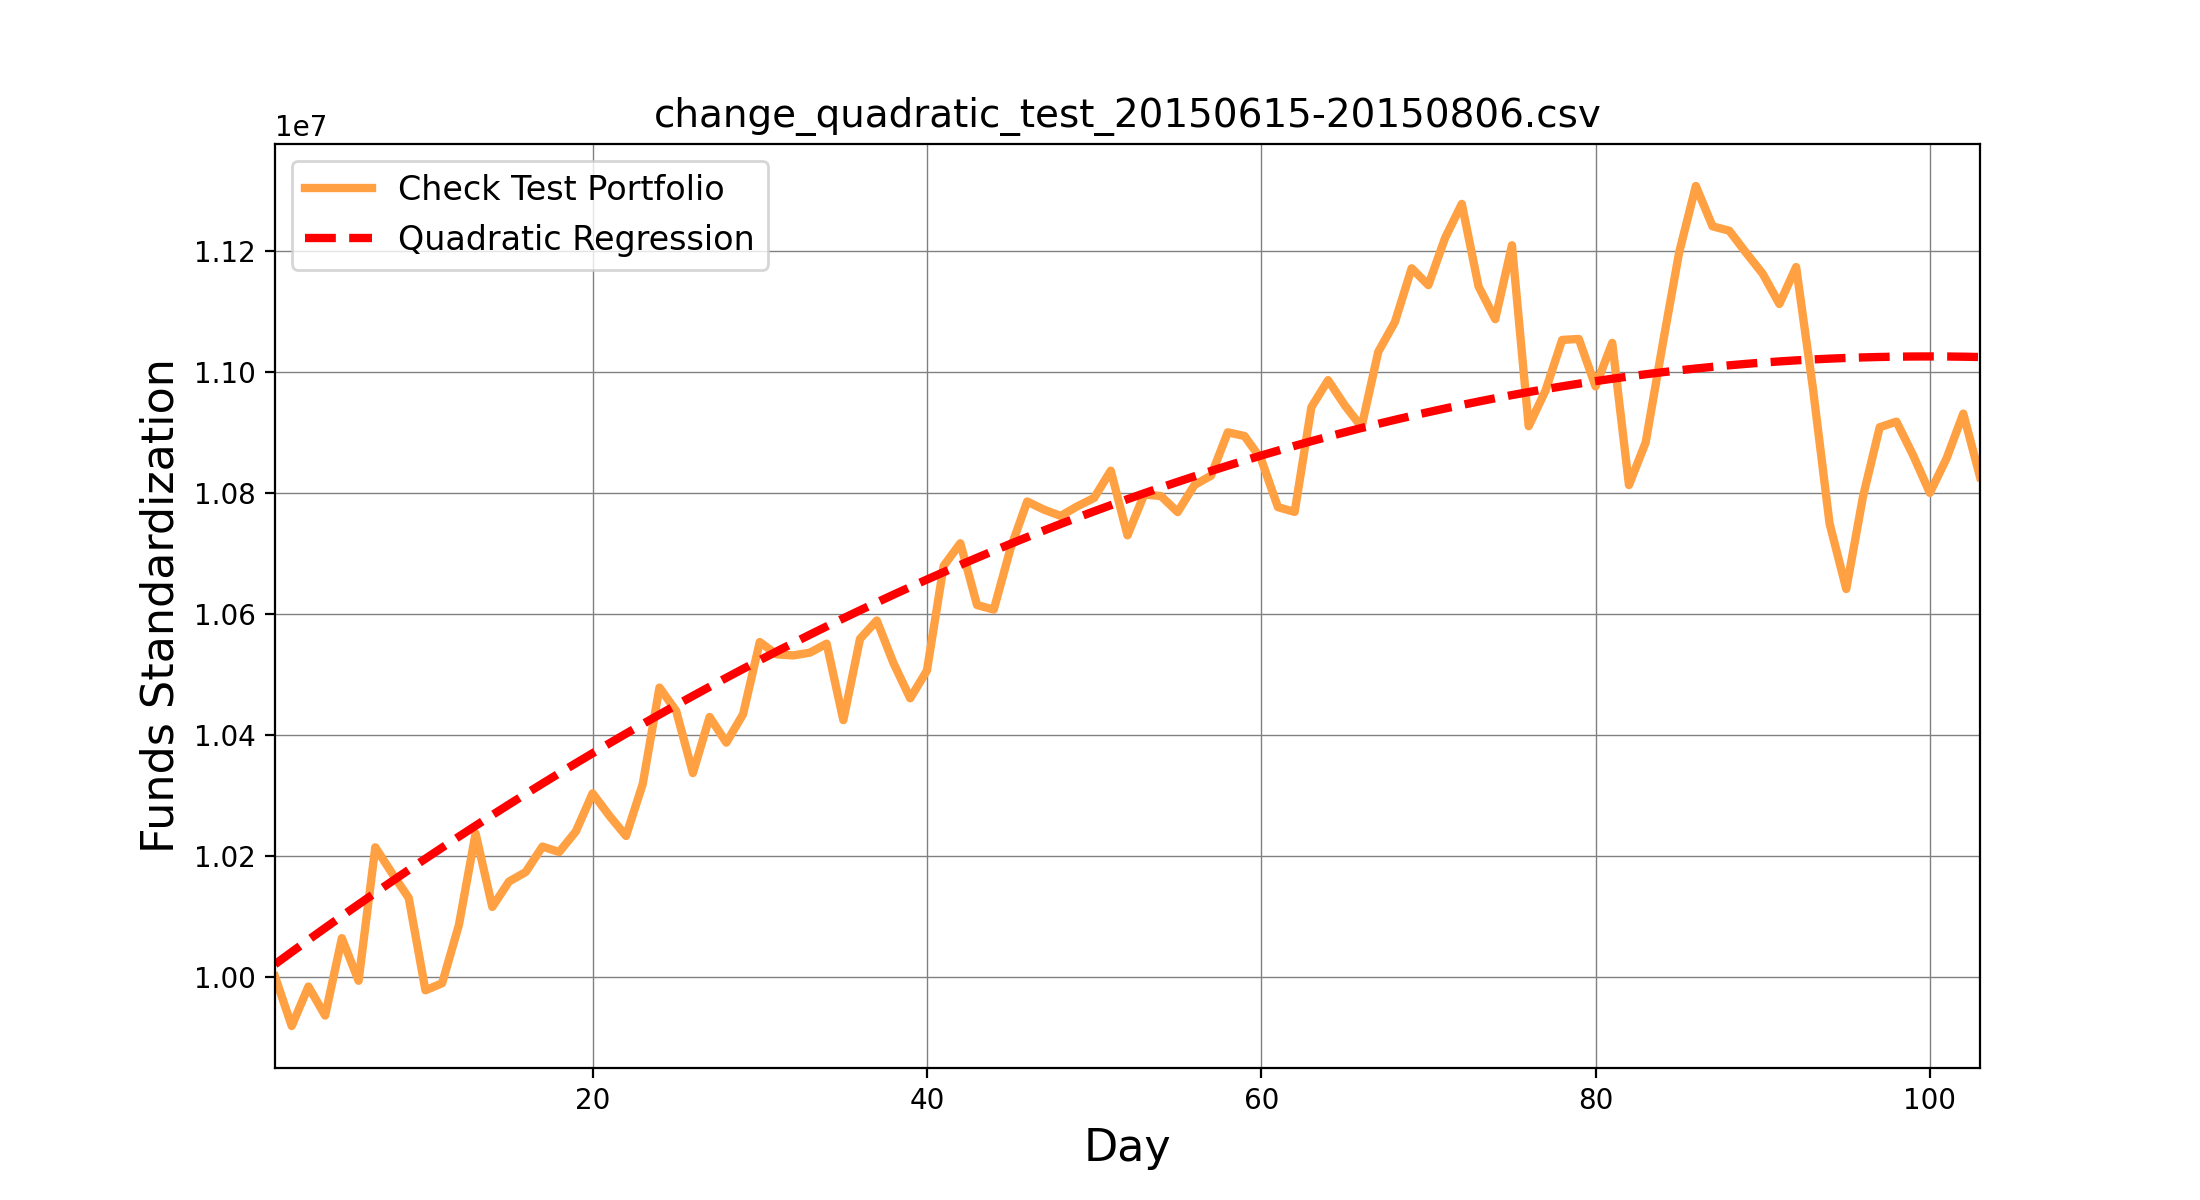 change_quadratic_test_20150615-20150806.csv
1e7
Check Test Portfolio
Quadratic Regression
1.12
1.10
1.08
1.06
1.04
1.02
1.00
Funds Standardization
20 40 60 80 100
Day